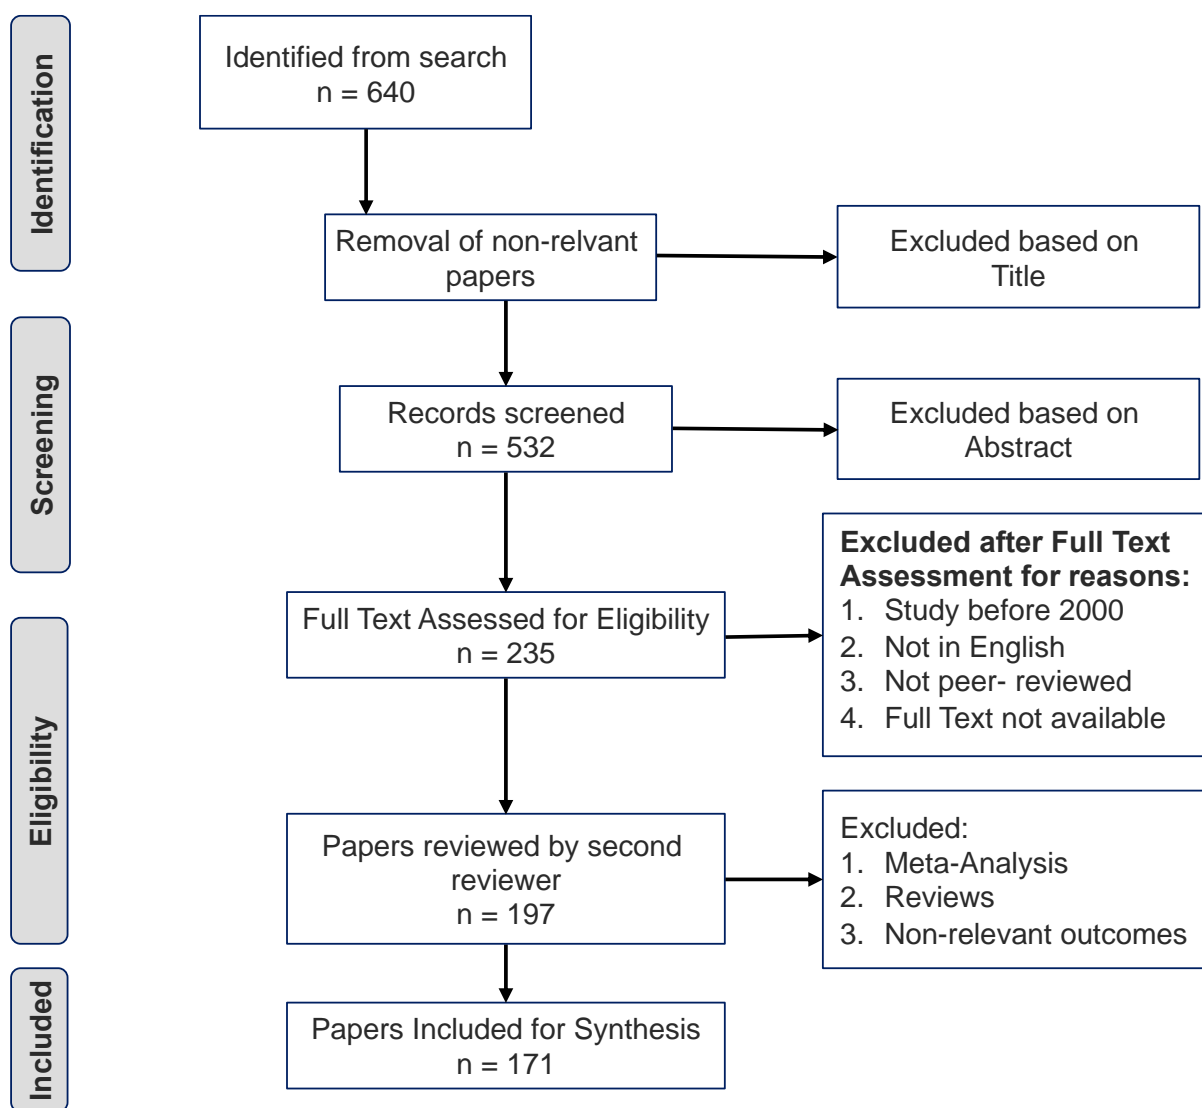 Identification
Identified from search
n = 640
Removal of non-relvant
papers
Excluded based on
Title
Screening
Records screened
n = 532
Excluded based on
Abstract
Excluded after Full Text
Assessment for reasons:
1. Study before 2000
2. Not in English
3. Not peer- reviewed
4. Full Text not available
Eligibility
Full Text Assessed for Eligibility
n = 235
Papers reviewed by second
reviewer
n = 197
Excluded:
1. Meta-Analysis
2. Reviews
3. Non-relevant outcomes
Included
Papers Included for Synthesis
n = 171